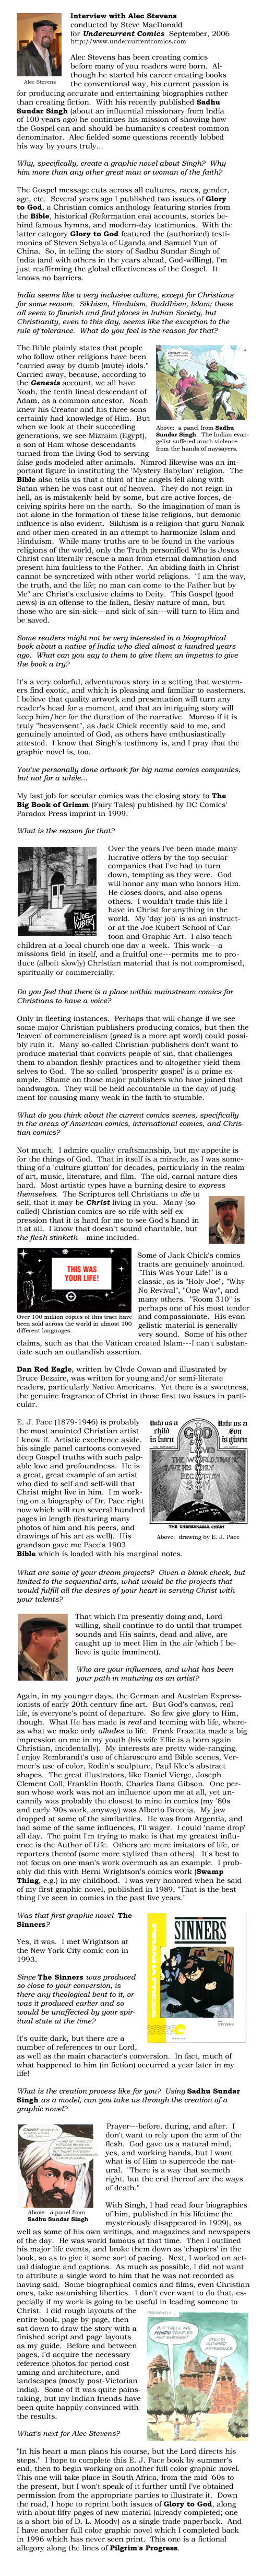 Interview with Alec Stevens
conducted by Steve MacDonald
for Undercurrent Comics  September, 2006
http://www.undercurrentcomics.com
Alec Stevens has been creating comics
before many of you readers were born.  Al-
though he started his career creating books
the conventional way, his current passion is
Alec Stevens
for producing accurate and entertaining biographies rather
than creating fiction.  With his recently published Sadhu
Sundar Singh (about an influential missionary from India
of 100 years ago) he continues his mission of showing how
the Gospel can and should be humanity's greatest common
denominator.  Alec fielded some questions recently lobbed
his way by yours truly...
Why, specifically, create a graphic novel about Singh?  Why
him more than any other great man or woman of the faith?
The Gospel message cuts across all cultures, races, gender,
age, etc.  Several years ago I published two issues of Glory
to God, a Christian comics anthology featuring stories from
the Bible, historical (Reformation era) accounts, stories be-
hind famous hymns, and modern-day testimonies.  With the
latter category Glory to God featured the (authorized) testi-
monies of Steven Sebyala of Uganda and Samuel Yun of
China.  So, in telling the story of Sadhu Sundar Singh of
India (and with others in the years ahead, God-willing), I'm
just reaffirming the global effectiveness of the Gospel.  It
knows no barriers.
India seems like a very inclusive culture, except for Christians
for some reason.  Sikhism, Hinduism, Buddhism, Islam; these
all seem to flourish and find places in Indian Society, but
Christianity, even to this day, seems like the exception to the
rule of tolerance.  What do you feel is the reason for that?
The Bible plainly states that people
who follow other religions have been
"carried away by dumb (mute) idols."
Carried away, because, according to
the Genesis account, we all have
Noah, the tenth lineal descendant of
Adam, as a common ancestor.  Noah
knew his Creator and his three sons
certainly had knowledge of Him.  But
when we look at their succeeding
generations, we see Mizraim (Egypt),
a son of Ham whose descendants
turned from the living God to serving
Above:  a panel from Sadhu
Sundar Singh.  The Indian evan-
gelist suffered much violence
from the hands of naysayers.
false gods modeled after animals.  Nimrod likewise was an im-
portant figure in instituting the 'Mystery Babylon' religion.  The
Bible also tells us that a third of the angels fell along with
Satan when he was cast out of heaven.  They do not reign in
hell, as is mistakenly held by some, but are active forces, de-
ceiving spirits here on the earth.  So the imagination of man is
not alone in the formation of these false religions, but demonic
influence is also evident.  Sikhism is a religion that guru Nanak
and other men created in an attempt to harmonize Islam and
Hinduism.  While many truths are to be found in the various
religions of the world, only the Truth personified Who is Jesus
Christ can literally rescue a man from eternal damnation and
present him faultless to the Father.  An abiding faith in Christ
cannot be syncretized with other world religions.  "I am the way,
the truth, and the life; no man can come to the Father but by
Me" are Christ's exclusive claims to Deity.  This Gospel (good
news) is an offense to the fallen, fleshy nature of man, but
those who are sin-sick---and sick of sin---will turn to Him and
be saved.
Some readers might not be very interested in a biographical
book about a native of India who died almost a hundred years
ago.  What can you say to them to give them an impetus to give
the book a try?
It's a very colorful, adventurous story in a setting that western-
ers find exotic, and which is pleasing and familiar to easterners.
I believe that quality artwork and presentation will turn any
reader's head for a moment, and that an intriguing story will
keep him/her for the duration of the narrative.  Moreso if it is
truly "heavenment", as Jack Chick recently said to me, and
genuinely annointed of God, as others have enthusiastically
attested.  I know that Singh's testimony is, and I pray that the
graphic novel is, too.
You've personally done artwork for big name comics companies,
but not for a while...
My last job for secular comics was the closing story to The
Big Book of Grimm (Fairy Tales) published by DC Comics'
Paradox Press imprint in 1999.
What is the reason for that?
Over the years I've been made many
lucrative offers by the top secular
companies that I've had to turn
down, tempting as they were.  God
will honor any man who honors Him.
He closes doors, and also opens
others.  I wouldn't trade this life I
have in Christ for anything in the
world.  My 'day job' is as an instruct-
or at the Joe Kubert School of Car-
toon and Graphic Art.  I also teach
children at a local church one day a week.  This work---a
missions field in itself, and a fruitful one---permits me to pro-
duce (albeit slowly) Christian material that is not compromised,
spiritually or commercially.
Do you feel that there is a place within mainstream comics for
Christians to have a voice?
Only in fleeting instances.  Perhaps that will change if we see
some major Christian publishers producing comics, but then the
'leaven' of commercialism (greed is a more apt word) could possi-
bly ruin it.  Many so-called Christian publishers don't want to
produce material that convicts people of sin, that challenges
them to abandon fleshly practices and to altogether yield them-
selves to God.  The so-called 'prosperity gospel' is a prime ex-
ample.  Shame on those major publishers who have joined that
bandwagon.  They will be held accountable in the day of judg-
ment for causing many weak in the faith to stumble.
What do you think about the current comics scenes, specifically
in the areas of American comics, international comics, and Chris-
tian comics?
Not much.  I admire quality craftsmanship, but my appetite is
for the things of God.  That in itself is a miracle, as I was some-
thing of a 'culture glutton' for decades, particularly in the realm
of art, music, literature, and film.  The old, carnal nature dies
hard.  Most artistic types have a burning desire to express
themselves.  The Scriptures tell Christians to die to
self, that it may be Christ living in you.  Many (so-
called) Christian comics are so rife with self-ex-
pression that it is hard for me to see God's hand in
it at all.  I know that doesn't sound charitable, but
the flesh stinketh---mine included.
THIS WAS
YOUR LIFE!
Over 100 million copies of this tract have
been sold across the world in almost 100
different languages.
Some of Jack Chick's comics
tracts are genuinely annointed.
"This Was Your Life!" is a
classic, as is "Holy Joe", "Why
No Revival", "One Way", and
many others.  "Room 310" is
perhaps one of his most tender
and compassionate.  His evan-
gelistic material is generally
very sound.  Some of his other
claims, such as that the Vatican created Islam---I can't substan-
tiate such an outlandish assertion.
Dan Red Eagle, written by Clyde Cowan and illustrated by
Bruce Bezaire, was written for young and/or semi-literate
readers, particularly Native Americans.  Yet there is a sweetness,
the genuine fragrance of Christ in those first two issues in parti-
cular.
E. J. Pace (1879-1946) is probably
the most anointed Christian artist
I know if.  Artistic excellence aside,
his single panel cartoons conveyed
deep Gospel truths with such palp-
able love and profoundness.  He is
a great, great example of an artist
who died to self and self-will that
Christ might live in him.  I'm work-
ing on a biography of Dr. Pace right
now which will run several hundred
pages in length (featuring many
photos of him and his peers, and
drawings of his art as well).  His
grandson gave me Pace's 1903
Bible which is loaded with his marginal notes.
THE UNBREAKABLE CHAIN
Above:  drawing by E. J. Pace
What are some of your dream projects?  Given a blank check, but
limited to the sequential arts, what would be the projects that
would fulfill all the desires of your heart in serving Christ with
your talents?
That which I'm presently doing and, Lord-
willing, shall continue to do until that trumpet
sounds and His saints, dead and alive, are
caught up to meet Him in the air (which I be-
lieve is quite imminent).
Who are your influences, and what has been
your path in maturing as an artist?
Again, in my younger days, the German and Austrian Express-
ionists of early 20th century fine art.  But God's canvas, real
life, is everyone's point of departure.  So few give glory to Him,
though.  What He has made is real and teeming with life, where-
as what we make only alludes to life.  Frank Frazetta made a big
impression on me in my youth (his wife Ellie is a born again
Christian, incidentally).  My interests are pretty wide-ranging.
I enjoy Rembrandt's use of chiaroscuro and Bible scenes, Ver-
meer's use of color, Rodin's sculpture, Paul Klee's abstract
shapes.  The great illustrators, like Daniel Vierge, Joseph
Clement Coll, Franklin Booth, Charles Dana Gibson.  One per-
son whose work was not an influence upon me at all, yet un-
cannily was probably the closest to mine in comics (my '80s
and early '90s work, anyway) was Alberto Breccia.  My jaw
dropped at some of the similarities.  He was from Argentina, and
had some of the same influences, I'll wager.  I could 'name drop'
all day.  The point I'm trying to make is that my greatest influ-
ence is the Author of Life.  Others are mere imitators of life, or
reporters thereof (some more stylised than others).  It's best to
not focus on one man's work overmuch as an example.  I prob-
ably did this with Berni Wrightson's comics work (Swamp
Thing, e.g.) in my childhood.  I was very honored when he said
of my first graphic novel, published in 1989, "That is the best
thing I've seen in comics in the past five years."
Was that first graphic novel  The
Sinners?
Yes, it was.  I met Wrightson at
the New York City comic con in
1993.
Since The Sinners was produced
so close to your conversion, is
there any theological bent to it, or
was it produced earlier and so
would be unaffected by your spir-
itual state at the time?
SINNERS
It's quite dark, but there are a
number of references to our Lord,
as well as the main character's conversion.  In fact, much of
what happened to him (in fiction) occured a year later in my
life!
What is the creation process like for you?  Using Sadhu Sundar
Singh as a model, can you take us through the creation of a
graphic novel?
Prayer---before, during, and after.  I
don't want to rely upon the arm of the
flesh.  God gave us a natural mind,
yes, and drawing hands, but I want
what is of Him to supercede the nat-
ural.  "There is a way that seemeth
right, but the end thereof are the ways
of death."
Above:  a panel from
Sadhu Sundar Singh
With Singh, I had read four biographies
of him, published in his lifetime (he
mysteriously disappeared in 1929), as
well as some of his own writings, and magazines and newspapers
of the day.  He was world famous at that time.  Then I outlined
his major life events, and broke them down as 'chapters' in the
book, so as to give it some sort of pacing.  Next, I worked on act-
ual dialogue and captions.  As much as possible, I did not want
to attribute a single word to him that he was not recorded as
having said.  Some biographical comics and films, even Christian
ones, take astonishing liberties.  I don't ever want to do that, es-
pecially if my work is going to be useful in leading someone to
Christ.  I did rough layouts of the
entire book, page by page, then
sat down to draw the story with a
finished script and page layouts
as my guide.  Before and between
pages, I'd acquire the necessary
reference photos for period cost-
uming and architecture, and
landscapes (mostly post-Victorian
India).  Some of it was quite pains-
taking, but my Indian friends have
been quite happily convinced with
the results.
What's next for Alec Stevens?
"In his heart a man plans his course, but the Lord directs his
steps."  I hope to complete this E. J. Pace book by summer's
end, then to begin working on another full color graphic novel.
This one will take place in South Africa, from the mid-'60s to
the present, but I won't speak of it further until I've obtained
permission from the appropriate parties to illustrate it.  Down
the road, I hope to reprint both issues of Glory to God, along
with about fifty pages of new material (already completed; one
is a short bio of D. L. Moody) as a single trade paperback.  And
I have another full color graphic novel which I completed back
in 1996 which has never seen print.  This one is a fictional
allegory along the lines of Pilgrim's Progress.